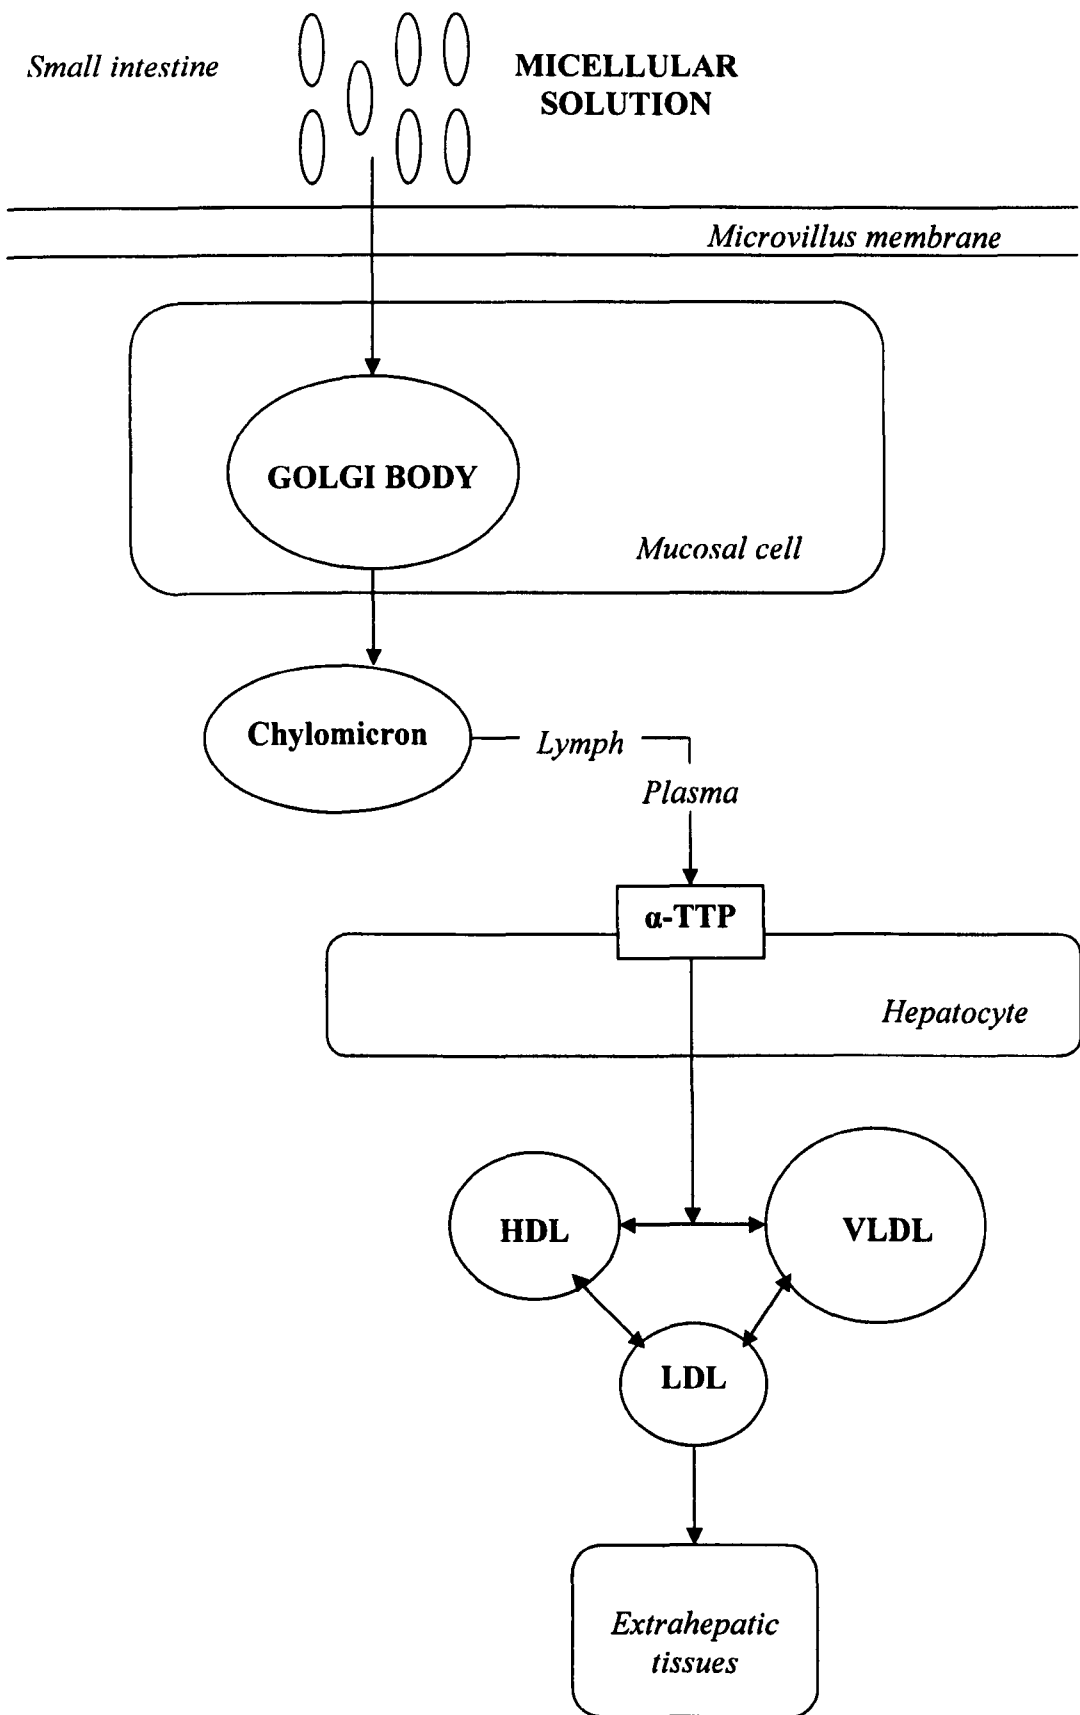 Small intestine
MICELLULAR
SOLUTION
Microvillus membrane
GOLGI BODY
Mucosal cell
Chylomicron
Lymph
Plasma
α-TTP
Hepatocyte
HDL
VLDL
LDL
Extrahepatic
tissues